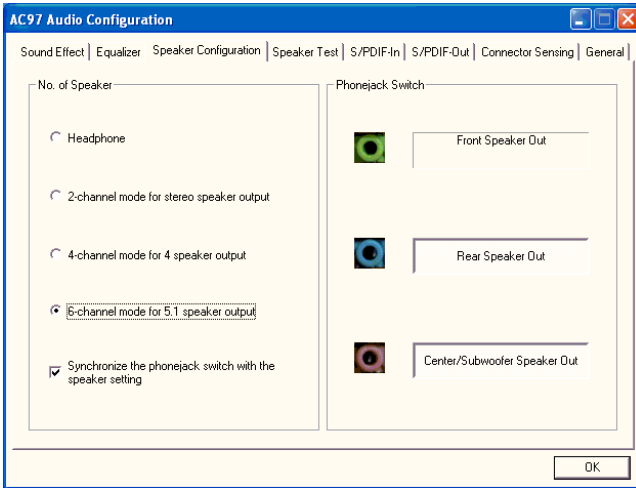 AC97 Audio Configuration
Sound Effect Equalizer Speaker Configuration Speaker Test S/PDIF-In S/PDIF-Out Connector Sensing General
No. of Speaker
Headphone
2-channel mode for stereo speaker output
4-channel mode for 4 speaker output
6-channel mode for 5.1 speaker output
Synchronize the phonejack switch with the
speaker setting
Phonejack Switch
Front Speaker Out
Rear Speaker Out
Center/Subwoofer Speaker Out
OK